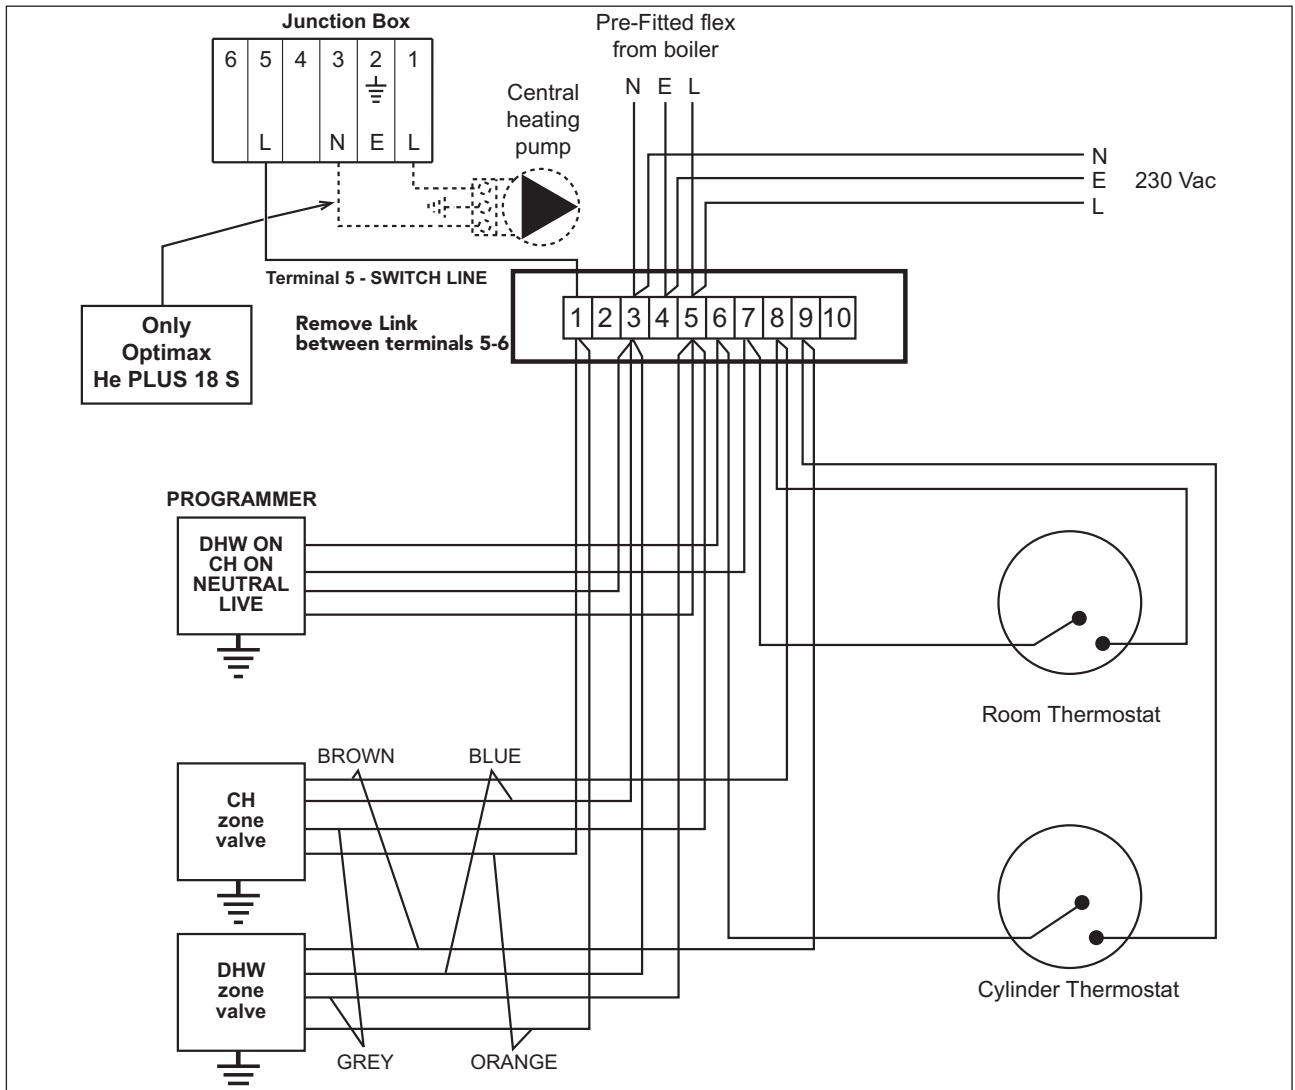 Junction Box
6 5 4 3 2 1
L N E L
Pre-Fitted flex
from boiler
N E L
Central
heating
pump
N
E
L
230 Vac
Terminal 5 - SWITCH LINE
Only
Optimax
He PLUS 18 S
Remove Link
between terminals 5-6
1 2 3 4 5 6 7 8 9 10
PROGRAMMER
DHW ON
CH ON
NEUTRAL
LIVE
Room Thermostat
BROWN BLUE
CH
zone
valve
DHW
zone
valve
Cylinder Thermostat
GREY ORANGE